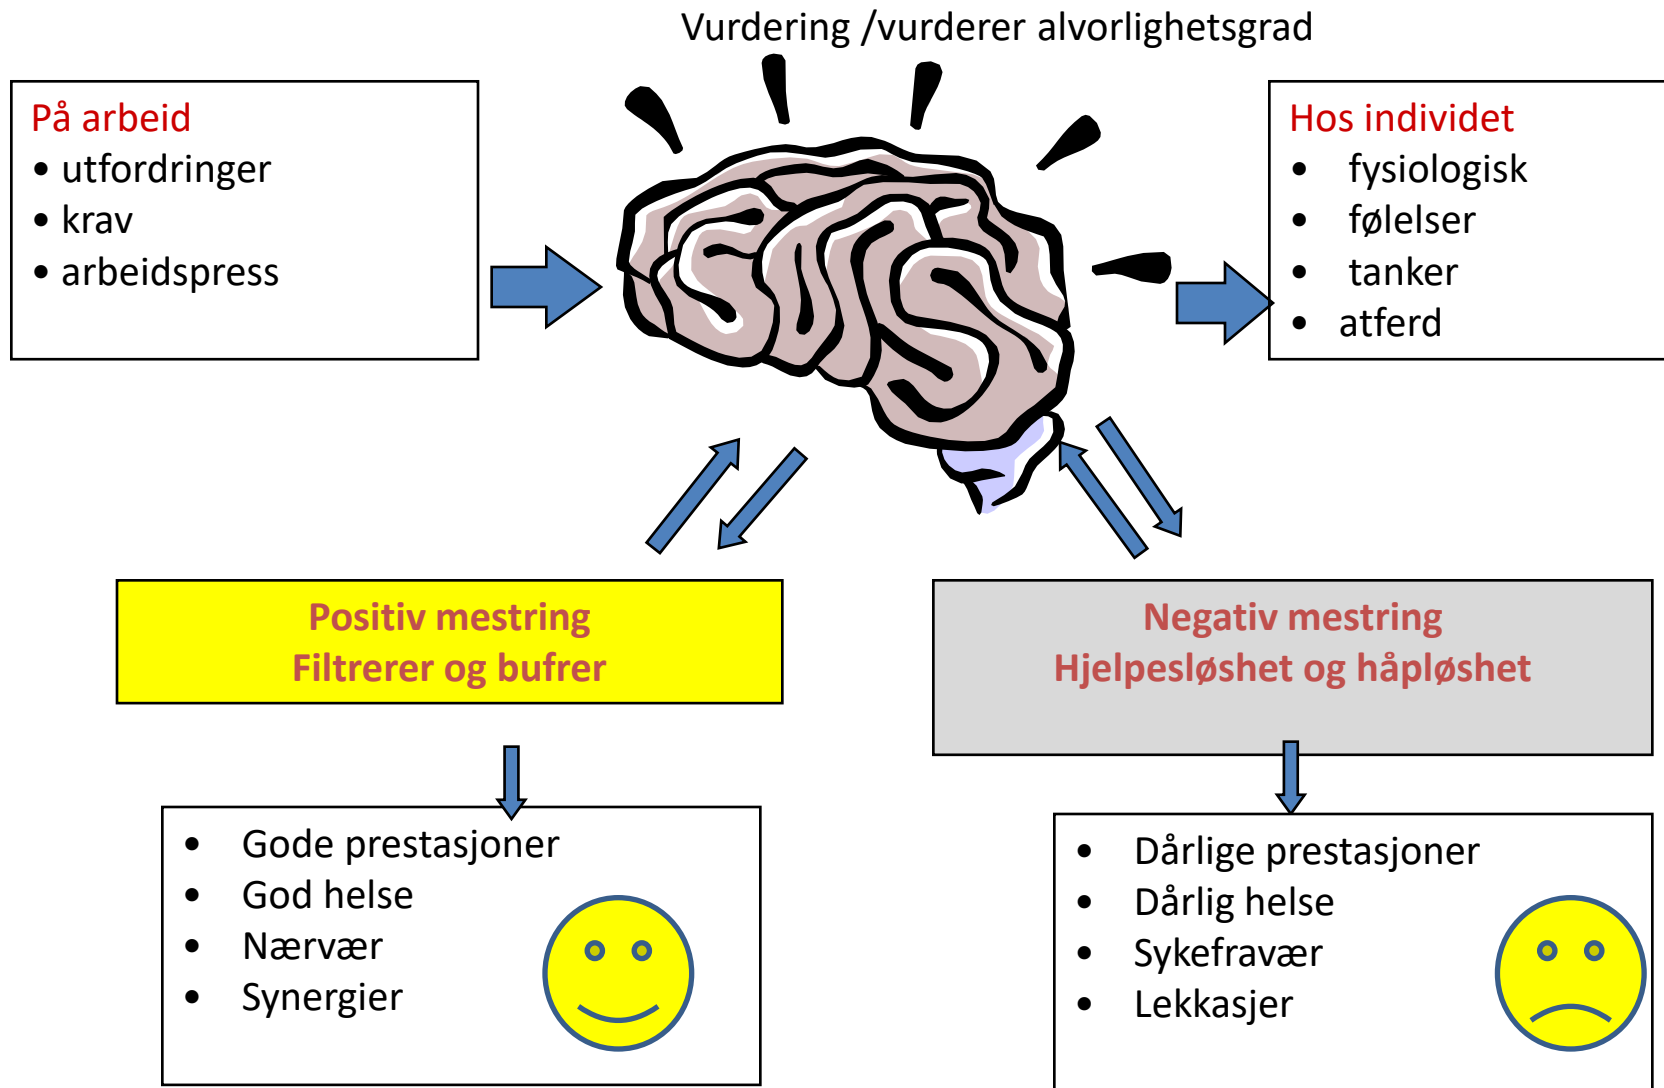 Vurdering /vurderer alvorlighetsgrad
På arbeid
• utfordringer
• krav
• arbeidspress
Hos individet
• fysiologisk
• følelser
• tanker
• atferd
Positiv mestring
Filtrerer og bufrer
Negativ mestring
Hjelpesløshet og håpløshet
• Gode prestasjoner
• God helse
• Nærvær
• Synergier
• Dårlige prestasjoner
• Dårlig helse
• Sykefravær
• Lekkasjer